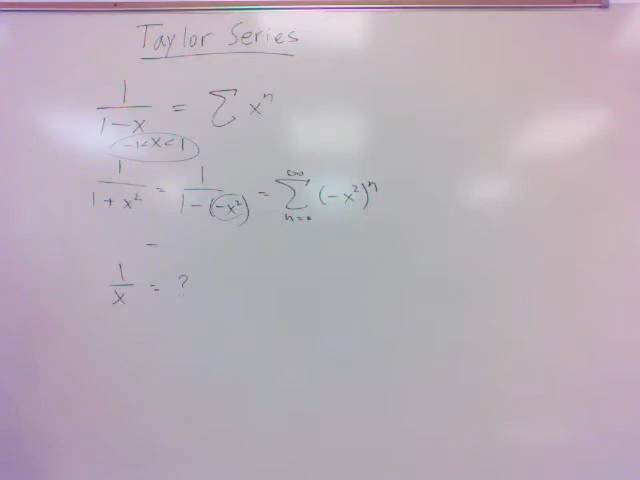 Taylor Series
1/(1-x) = Σ xⁿ
-1<x<1
1/(1+x²) = 1/(1-(-x²)) = Σ_{n=0}^{∞} (-x²)ⁿ
-
1/x = ?